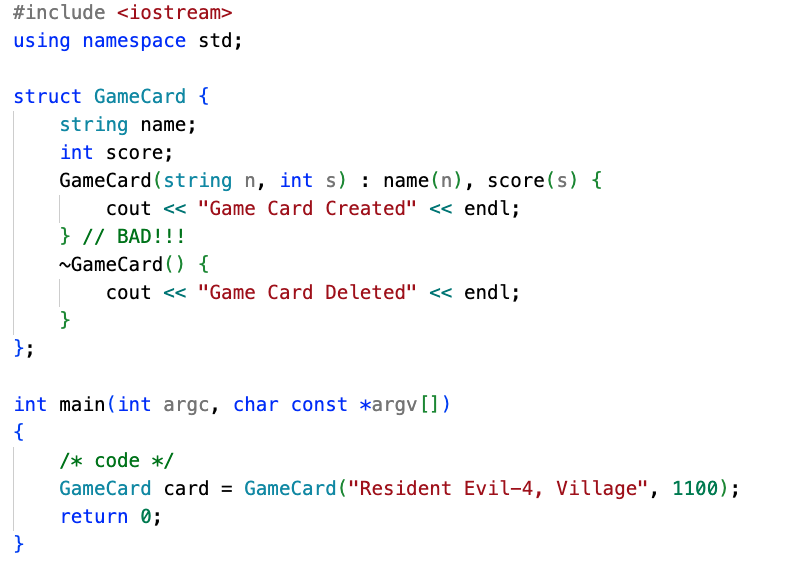 #include <iostream>
using namespace std;

struct GameCard {
    string name;
    int score;
    GameCard(string n, int s) : name(n), score(s) {
        cout << "Game Card Created" << endl;
    } // BAD!!!
    ~GameCard() {
        cout << "Game Card Deleted" << endl;
    }
};

int main(int argc, char const *argv[])
{
    /* code */
    GameCard card = GameCard("Resident Evil-4, Village", 1100);
    return 0;
}